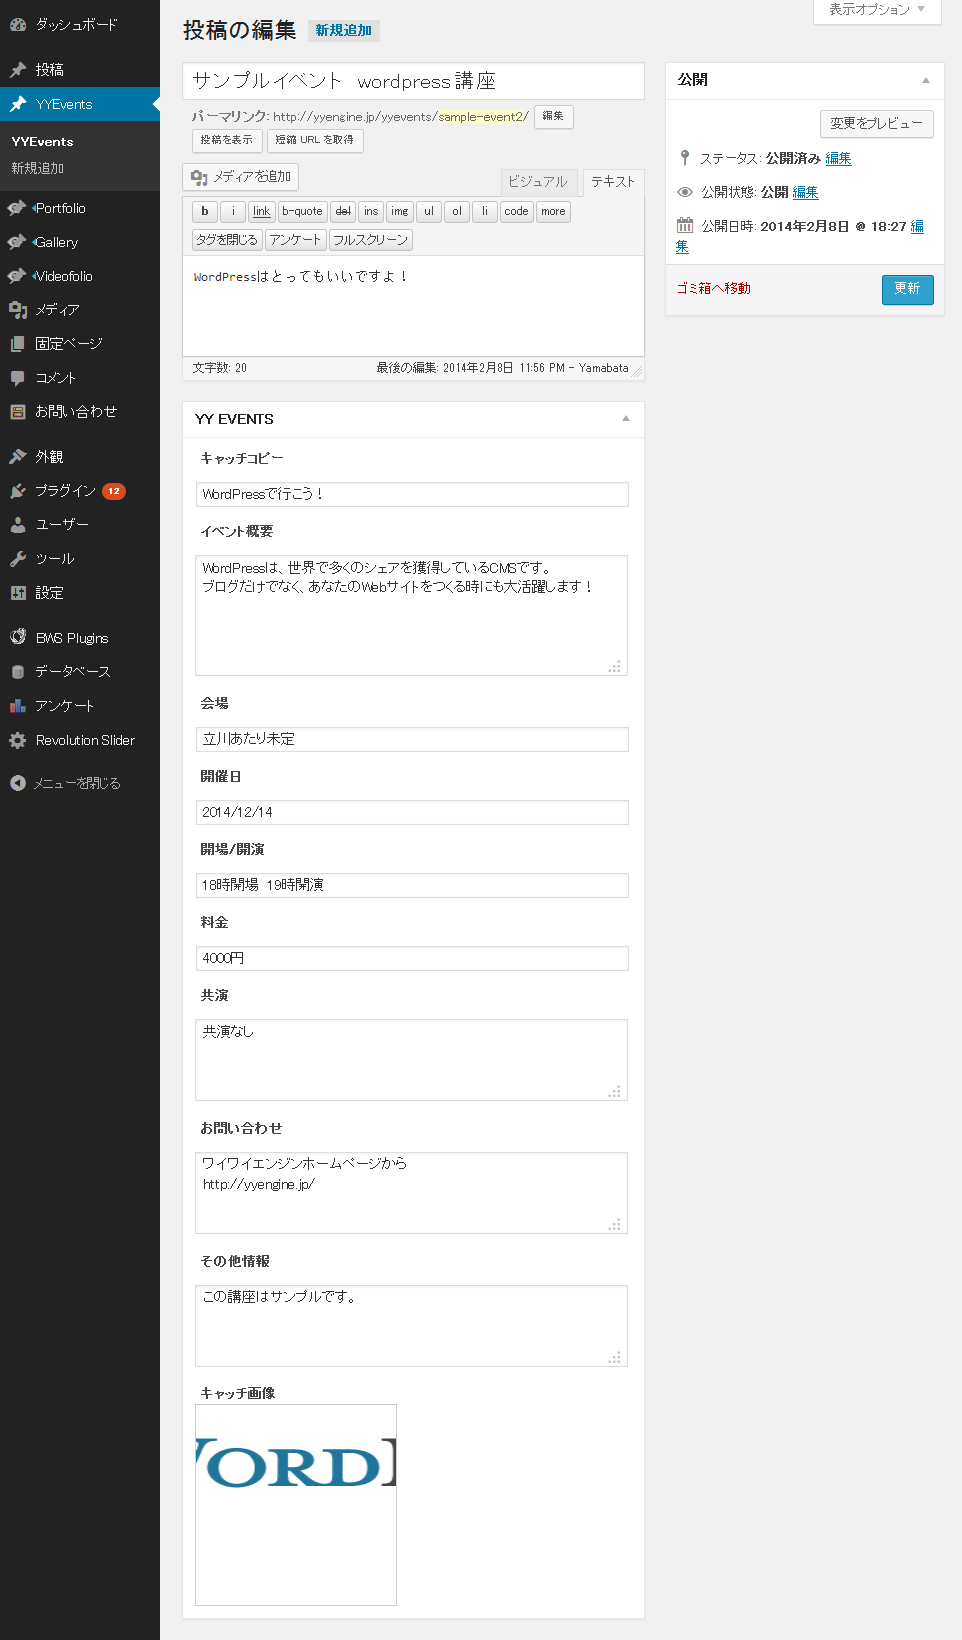 ダッシュボード
投稿
YYEvents
YYEvents
新規追加
Portfolio
Gallery
Videofolio
メディア
固定ページ
コメント
お問い合わせ
外観
プラグイン 12
ユーザー
ツール
設定
BWS Plugins
データベース
アンケート
Revolution Slider
メニューを閉じる
表示オプション
投稿の編集 新規追加
サンプルイベント　wordpress講座
パーマリンク: http://yyengine.jp/yyevents/sample-event2/ 編集
投稿を表示 短縮 URL を取得
メディアを追加
ビジュアル テキスト
b i link b-quote del ins img ul ol li code more
タグを閉じる アンケート フルスクリーン
WordPressはとってもいいですよ！
文字数: 20 最後の編集: 2014年2月8日 11:56 PM – Yamabata
YY EVENTS
キャッチコピー
WordPressで行こう！
イベント概要
WordPressは、世界で多くのシェアを獲得しているCMSです。
ブログだけでなく、あなたのWebサイトをつくる時にも大活躍します！
会場
立川あたり未定
開催日
2014/12/14
開場/開演
18時開場　19時開演
料金
4000円
共演
共演なし
お問い合わせ
ワイワイエンジンホームページから
http://yyengine.jp/
その他情報
この講座はサンプルです。
キャッチ画像
WORD
公開
変更をプレビュー
ステータス: 公開済み 編集
公開状態: 公開 編集
公開日時: 2014年2月8日 @ 18:27 編
集
ゴミ箱へ移動 更新